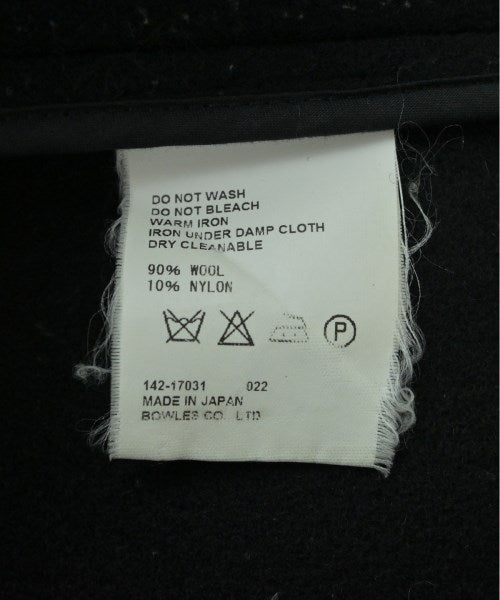 DO NOT WASH
DO NOT BLEACH
WARM IRON
IRON UNDER DAMP CLOTH
DRY CLEANABLE
90% WOOL
10% NYLON
P
142-17031 022
MADE IN JAPAN
BOWLES CO. LTD